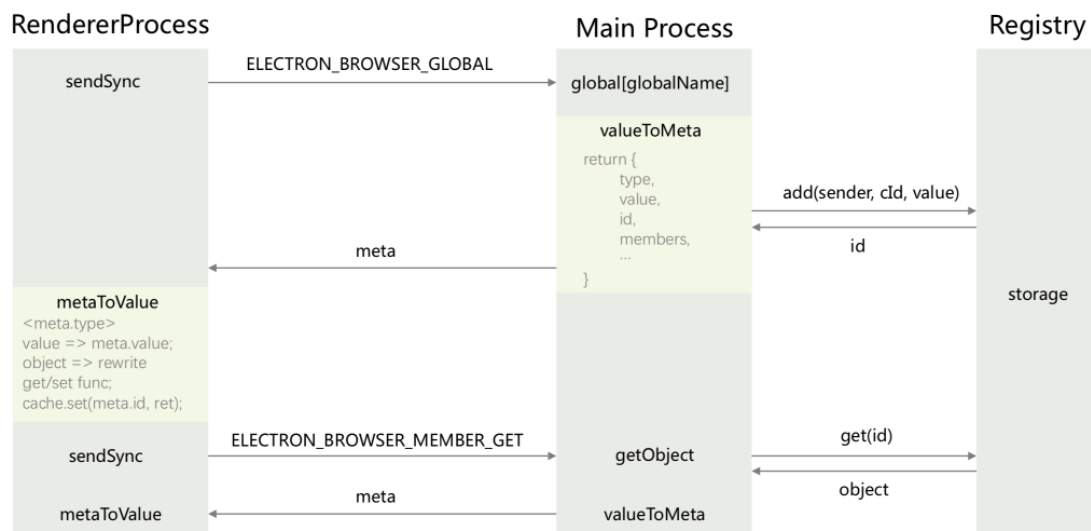 RendererProcess
Main Process
Registry
sendSync
ELECTRON_BROWSER_GLOBAL
global[globalName]
valueToMeta
return {
type,
value,
id,
members,
...
}
add(sender, cId, value)
id
meta
storage
metaToValue
<meta.type>
value => meta.value;
object => rewrite
get/set func;
cache.set(meta.id, ret);
sendSync
ELECTRON_BROWSER_MEMBER_GET
getObject
get(id)
object
metaToValue
meta
valueToMeta